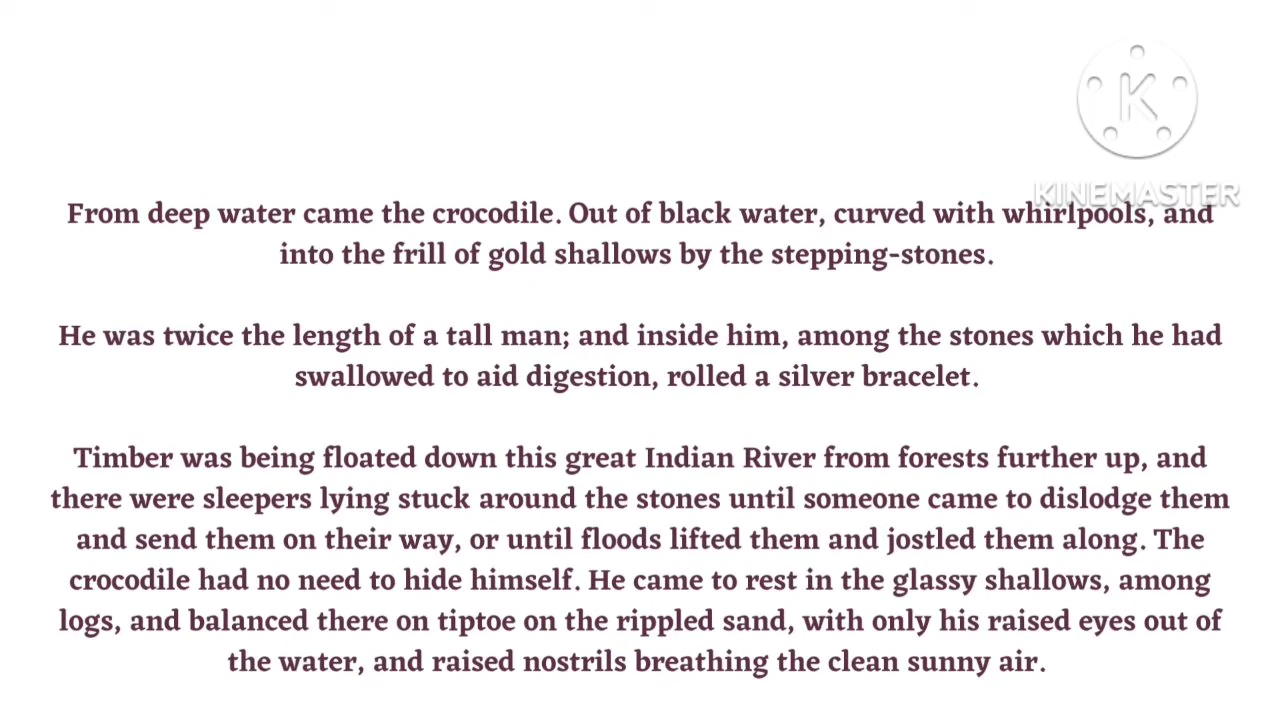 K
KINEMASTER
From deep water came the crocodile. Out of black water, curved with whirlpools, and
into the frill of gold shallows by the stepping-stones.
He was twice the length of a tall man; and inside him, among the stones which he had
swallowed to aid digestion, rolled a silver bracelet.
Timber was being floated down this great Indian River from forests further up, and
there were sleepers lying stuck around the stones until someone came to dislodge them
and send them on their way, or until floods lifted them and jostled them along. The
crocodile had no need to hide himself. He came to rest in the glassy shallows, among
logs, and balanced there on tiptoe on the rippled sand, with only his raised eyes out of
the water, and raised nostrils breathing the clean sunny air.